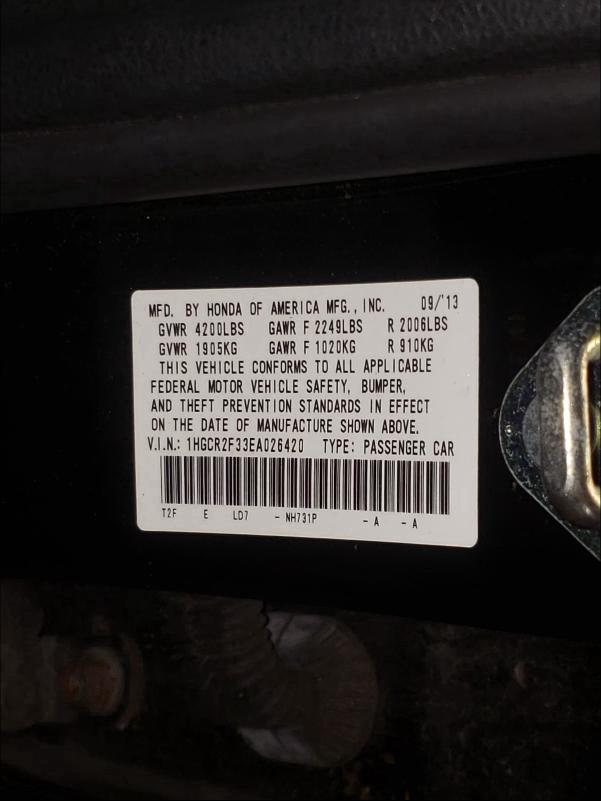 MFD. BY HONDA OF AMERICA MFG., INC. 09/'13
GVWR 4200LBS GAWR F 2249LBS R 2006LBS
GVWR 1905KG GAWR F 1020KG R 910KG
THIS VEHICLE CONFORMS TO ALL APPLICABLE
FEDERAL MOTOR VEHICLE SAFETY, BUMPER,
AND THEFT PREVENTION STANDARDS IN EFFECT
ON THE DATE OF MANUFACTURE SHOWN ABOVE.
V.I.N.: 1HGCR2F33EA026420 TYPE: PASSENGER CAR
T2F E LD7 - NH731P - A - A